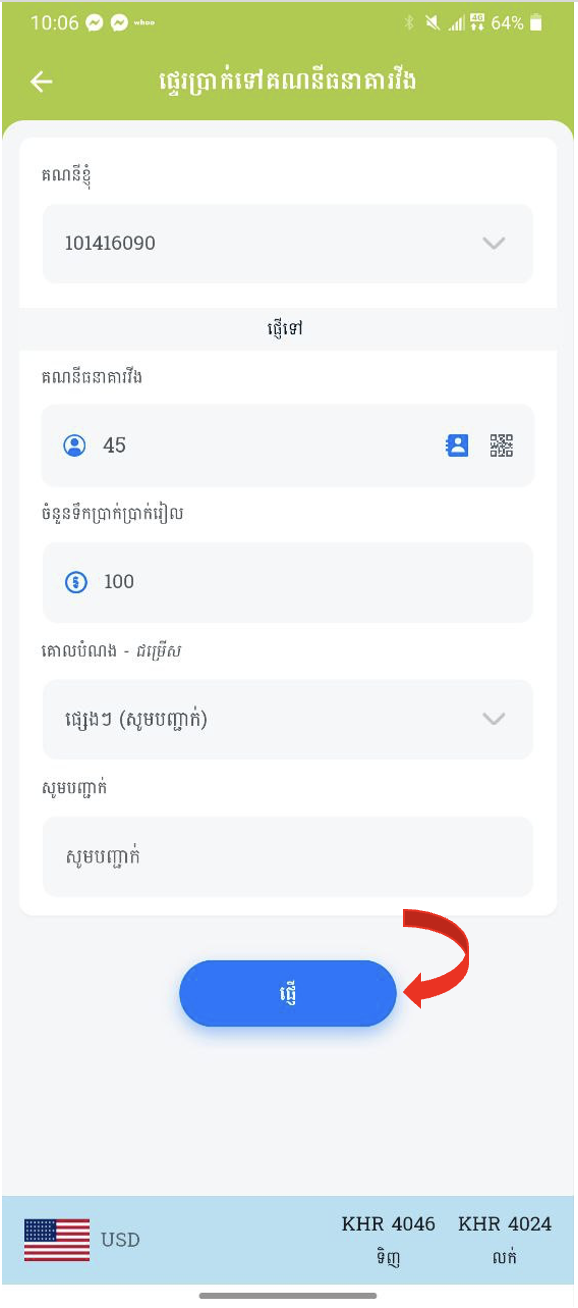 10:06 whoo 4G 64%
ផ្ទេរប្រាក់ទៅគណនីធនាគារវីង
គណនីខ្ញុំ
101416090
ផ្ញើទៅ
គណនីធនាគារវីង
45
ចំនួនទឹកប្រាក់ប្រាក់រៀល
100
គោលបំណង - ជម្រើស
ផ្សេងៗ (សូមបញ្ជាក់)
សូមបញ្ជាក់
សូមបញ្ជាក់
ផ្ញើ
USD KHR 4046 KHR 4024
ទិញ លក់